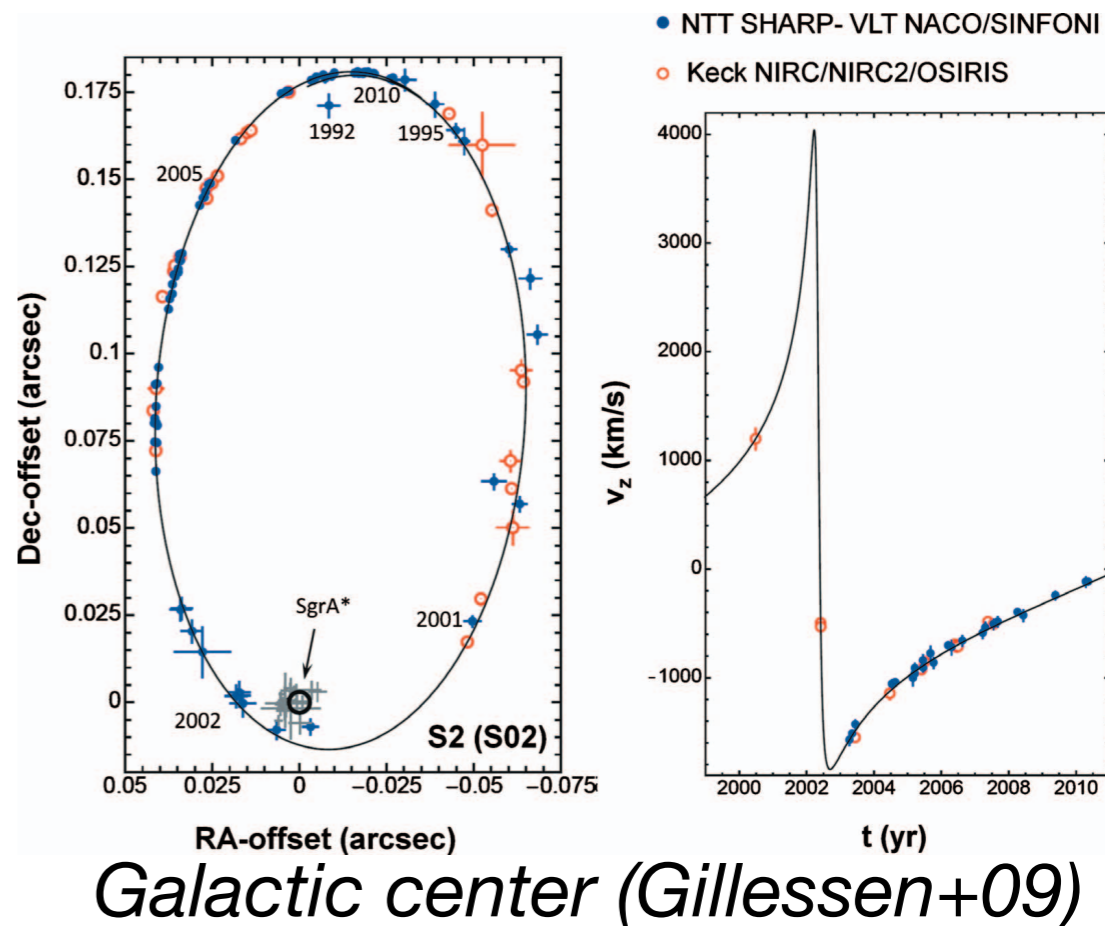 NTT SHARP- VLT NACO/SINFONI
Keck NIRC/NIRC2/OSIRIS
0.175
0.15
0.125
0.1
0.075
0.05
0.025
0
Dec-offset (arcsec)
2010
1992
1995
2005
SgrA*
2001
2002
S2 (S02)
0.05 0.025 0 -0.025 -0.05 -0.075
RA-offset (arcsec)
4000
3000
2000
1000
0
-1000
vz (km/s)
2000 2002 2004 2006 2008 2010
t (yr)
Galactic center (Gillessen+09)